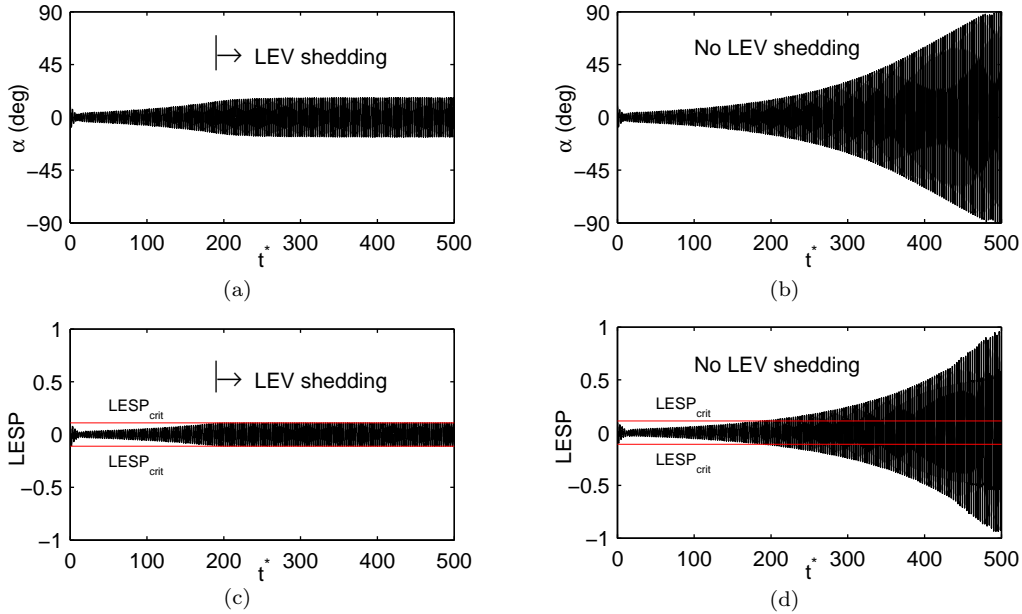 90
45
0
−45
−90
α (deg)
0 100 200 300 400 500
t*
LEV shedding
(a)
90
45
0
−45
−90
α (deg)
0 100 200 300 400 500
t*
No LEV shedding
(b)
1
0.5
0
−0.5
−1
LESP
0 100 200 300 400 500
t*
LEV shedding
LESPcrit
LESPcrit
(c)
1
0.5
0
−0.5
−1
LESP
0 100 200 300 400 500
t*
No LEV shedding
LESPcrit
LESPcrit
(d)